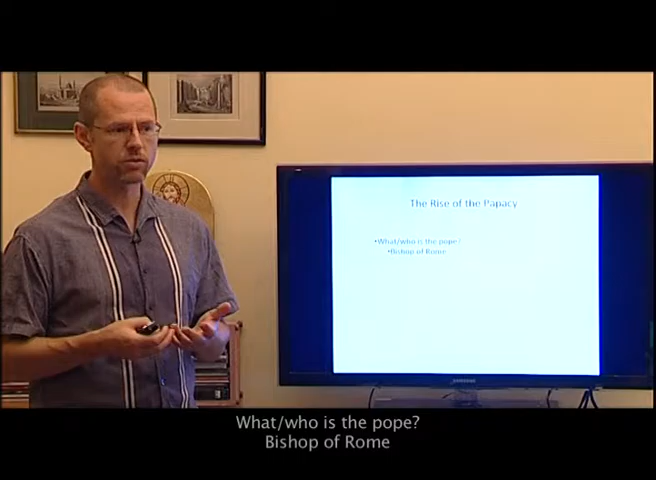 The Rise of the Papacy
•What/who is the pope?
•Bishop of Rome
SAMSUNG
What/who is the pope?
Bishop of Rome